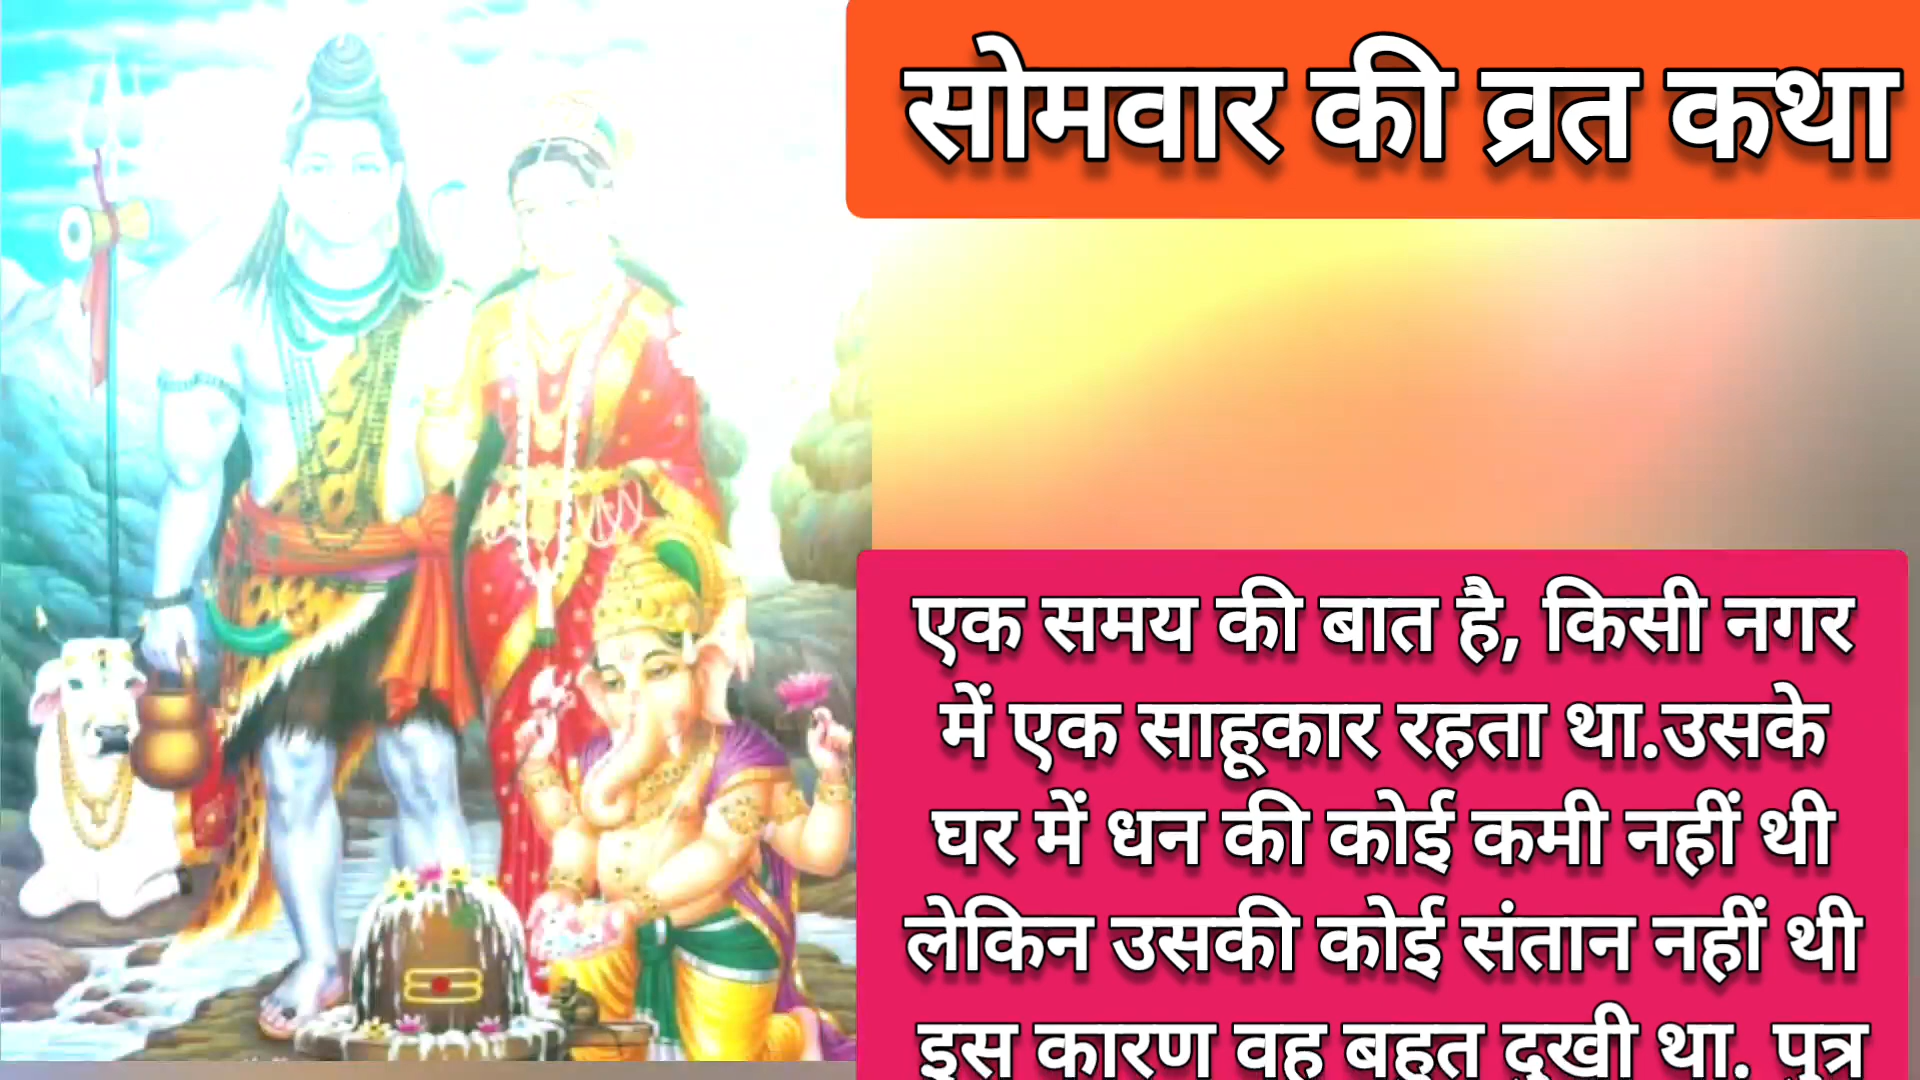 सोमवार की व्रत कथा
एक समय की बात है, किसी नगर
में एक साहूकार रहता था.उसके
घर में धन की कोई कमी नहीं थी
लेकिन उसकी कोई संतान नहीं थी
इस कारण वह बहुत दुखी था. पुत्र